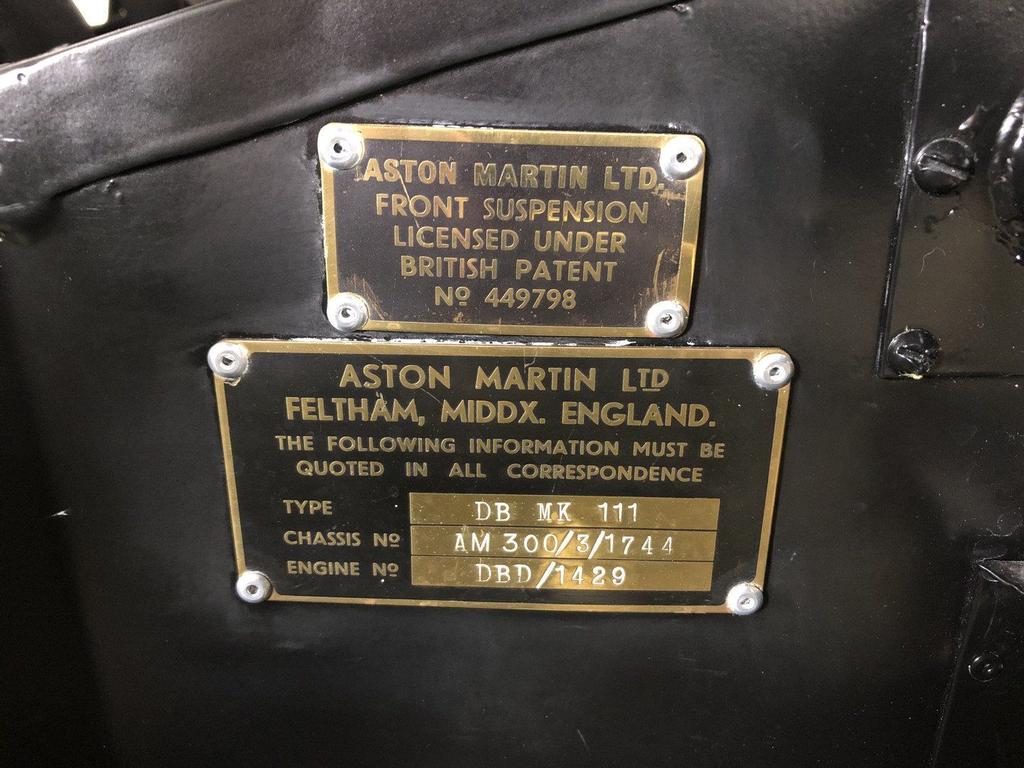 ASTON MARTIN LTD.
FRONT SUSPENSION
LICENSED UNDER
BRITISH PATENT
Nº 449798
ASTON MARTIN LTD
FELTHAM, MIDDX. ENGLAND.
THE FOLLOWING INFORMATION MUST BE
QUOTED IN ALL CORRESPONDENCE
TYPE DB MK 111
CHASSIS Nº AM 300/3/1744
ENGINE Nº DBD/1429